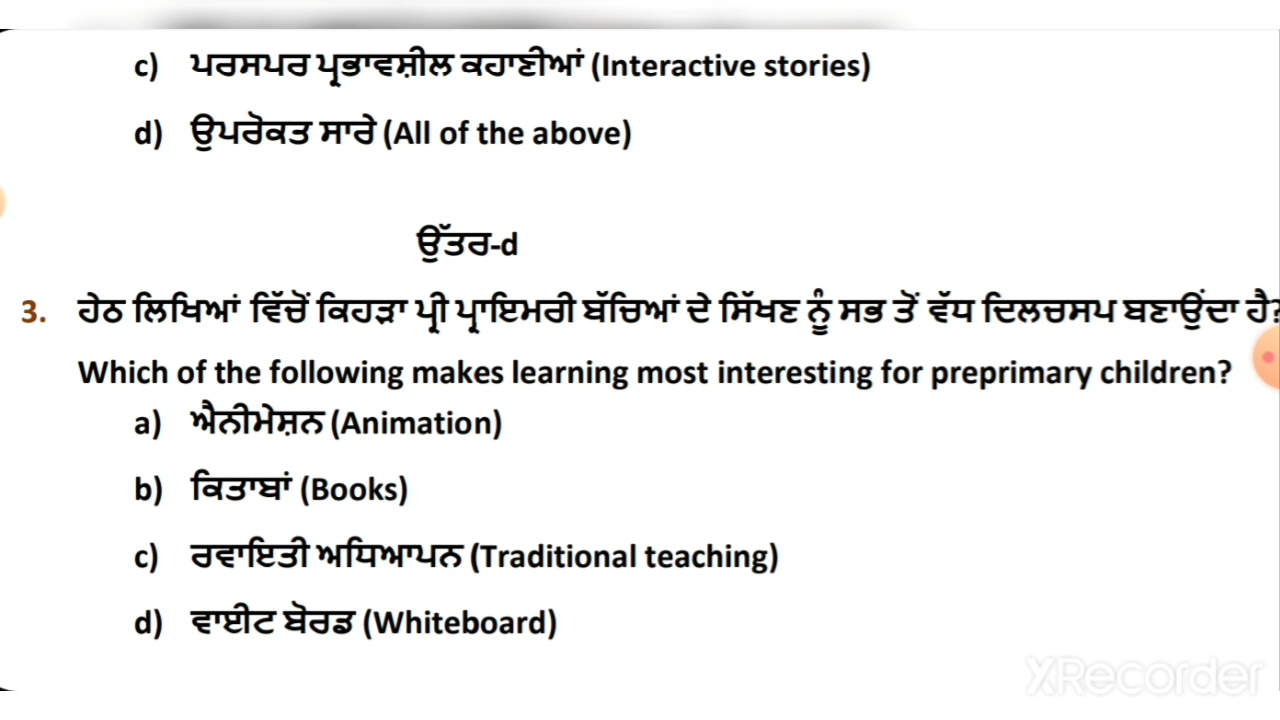 c) ਪਰਸਪਰ ਪ੍ਰਭਾਵਸ਼ੀਲ ਕਹਾਣੀਆਂ (Interactive stories)
d) ਉਪਰੋਕਤ ਸਾਰੇ (All of the above)
ਉੱਤਰ-d
3. ਹੇਠ ਲਿਖਿਆਂ ਵਿੱਚੋਂ ਕਿਹੜਾ ਪ੍ਰੀ ਪ੍ਰਾਇਮਰੀ ਬੱਚਿਆਂ ਦੇ ਸਿੱਖਣ ਨੂੰ ਸਭ ਤੋਂ ਵੱਧ ਦਿਲਚਸਪ ਬਣਾਉਂਦਾ ਹੈ?
Which of the following makes learning most interesting for preprimary children?
a) ਐਨੀਮੇਸ਼ਨ (Animation)
b) ਕਿਤਾਬਾਂ (Books)
c) ਰਵਾਇਤੀ ਅਧਿਆਪਨ (Traditional teaching)
d) ਵਾਈਟ ਬੋਰਡ (Whiteboard)
XRecorder